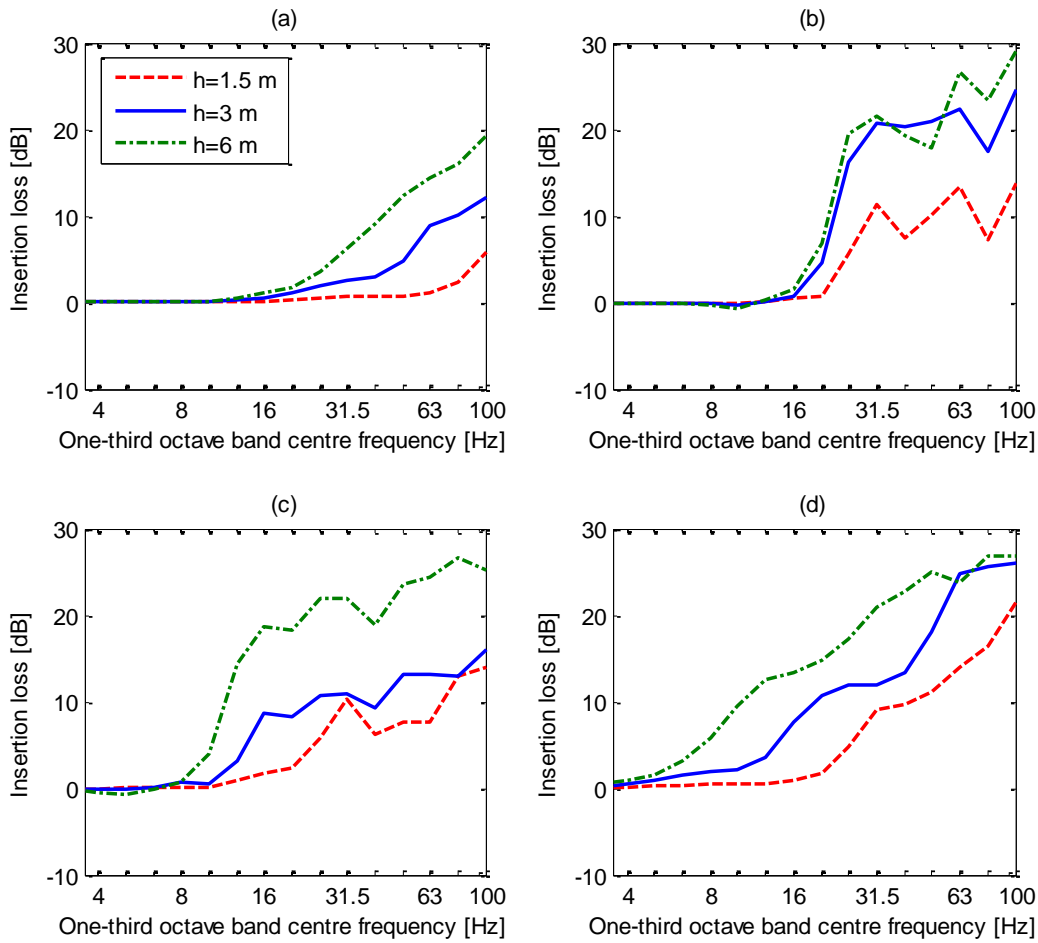 (a)
30
20
10
0
-10
Insertion loss [dB]
h=1.5 m
h=3 m
h=6 m
4 8 16 31.5 63 100
One-third octave band centre frequency [Hz]
(b)
30
20
10
0
-10
Insertion loss [dB]
4 8 16 31.5 63 100
One-third octave band centre frequency [Hz]
(c)
30
20
10
0
-10
Insertion loss [dB]
4 8 16 31.5 63 100
One-third octave band centre frequency [Hz]
(d)
30
20
10
0
-10
Insertion loss [dB]
4 8 16 31.5 63 100
One-third octave band centre frequency [Hz]